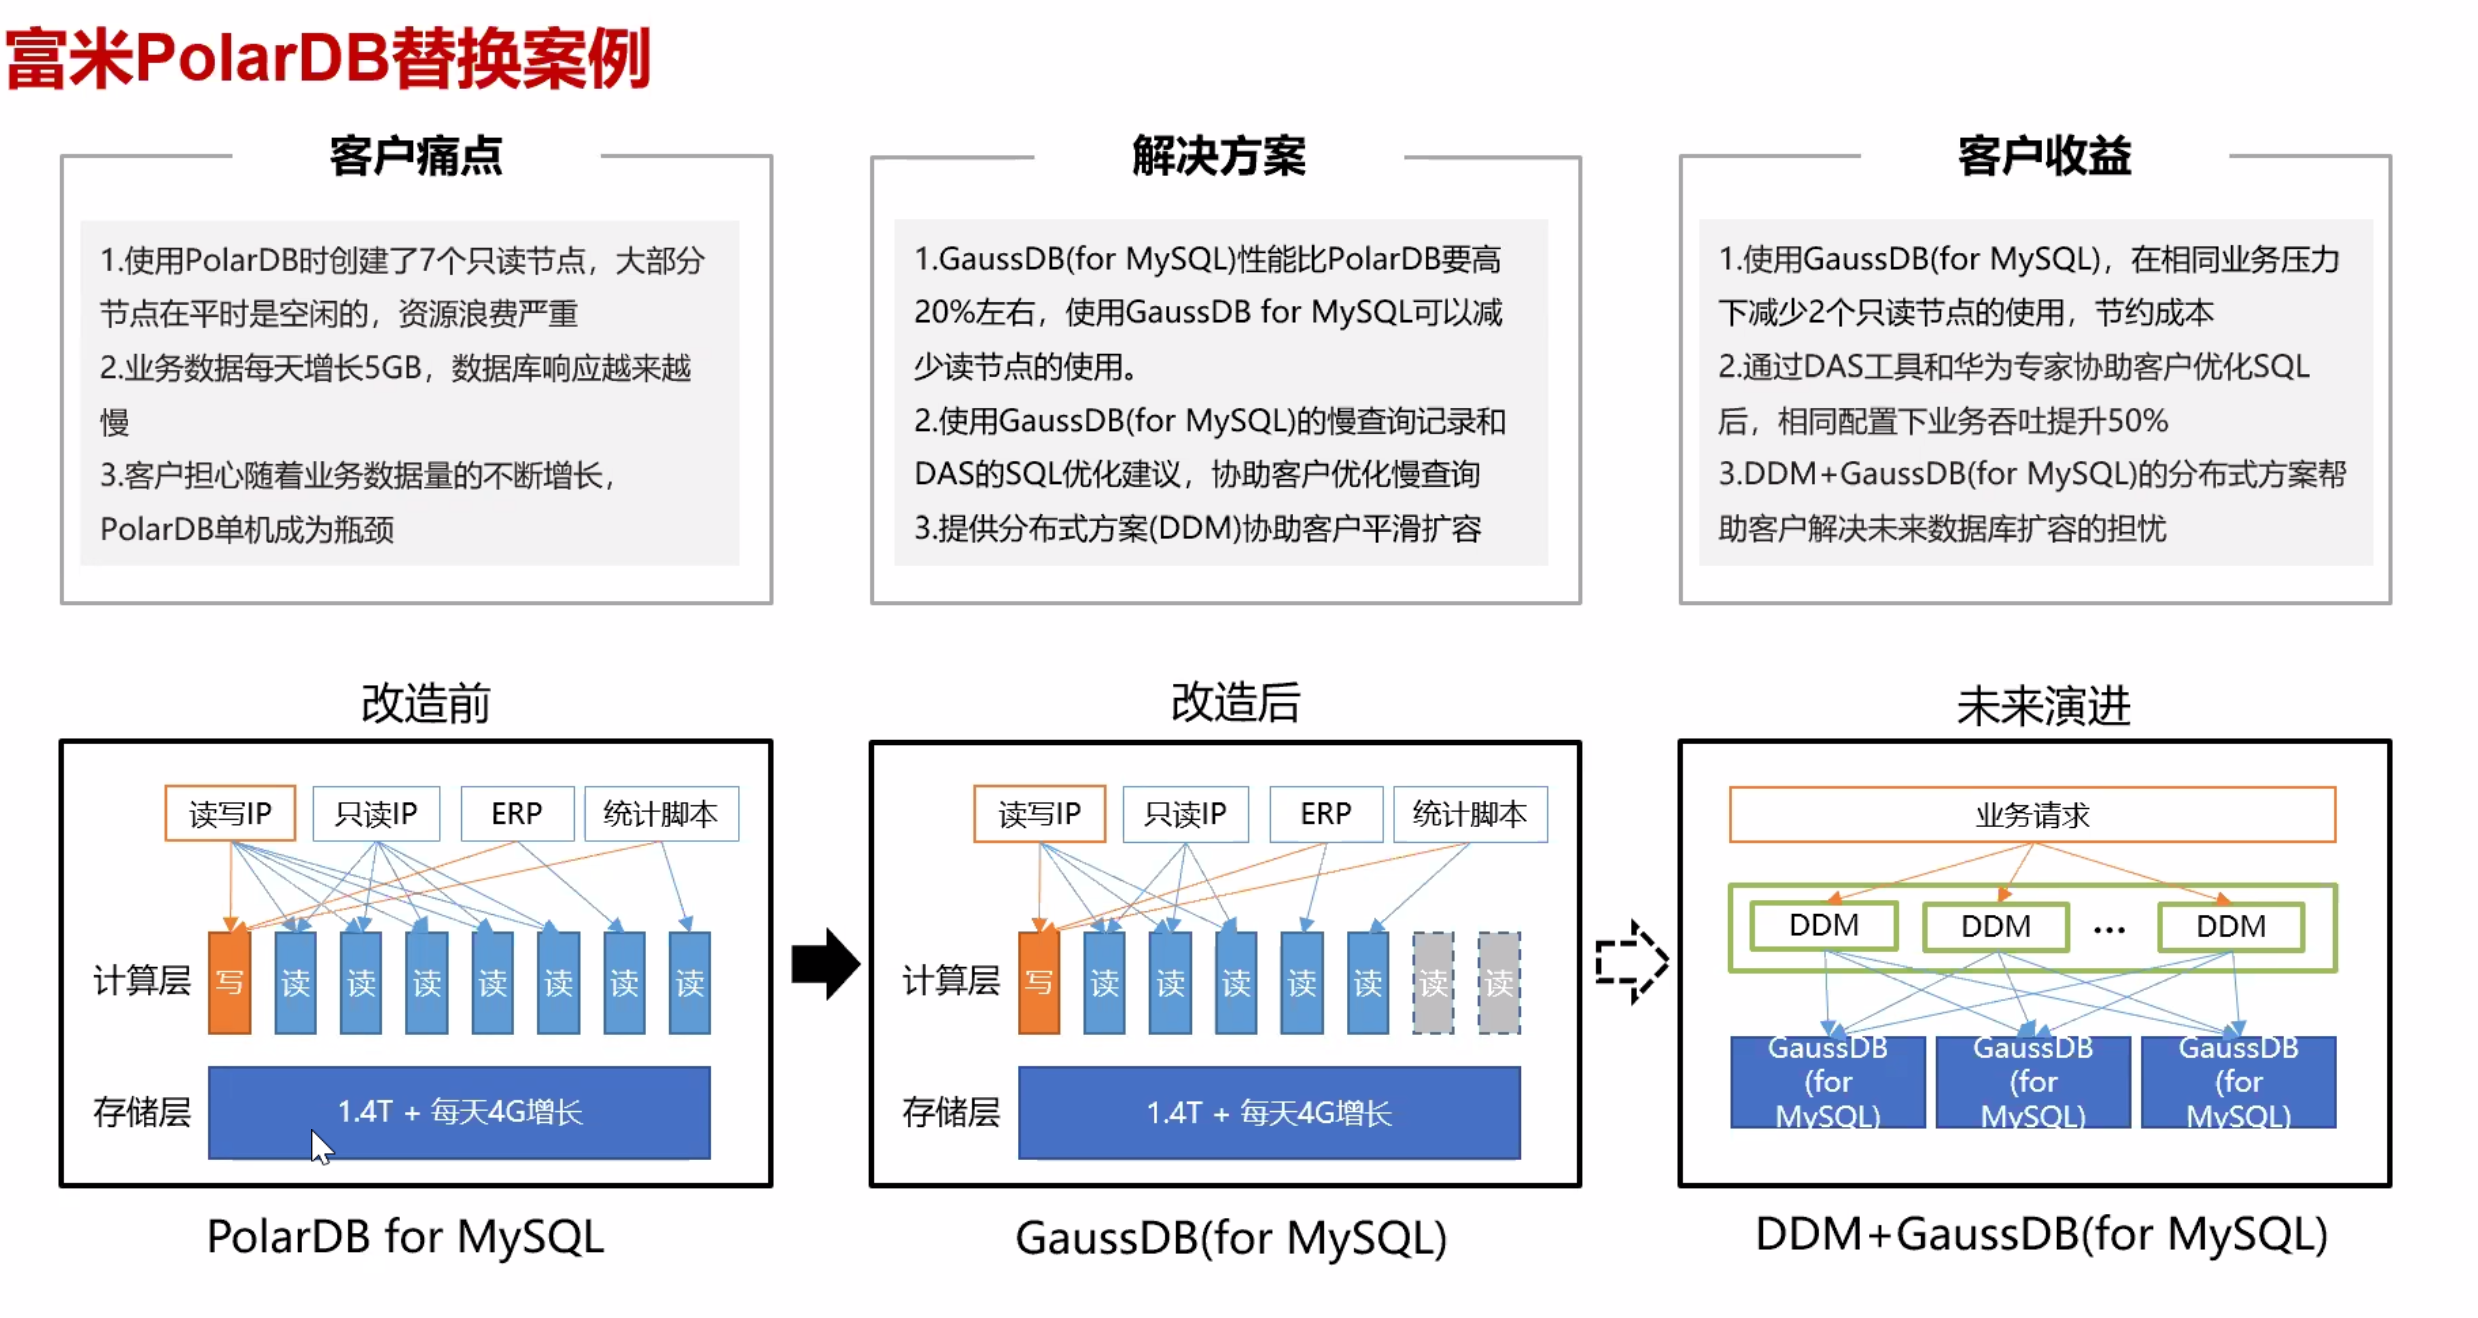 富米PolarDB替换案例
客户痛点
1.使用PolarDB时创建了7个只读节点，大部分
节点在平时是空闲的，资源浪费严重
2.业务数据每天增长5GB，数据库响应越来越
慢
3.客户担心随着业务数据量的不断增长，
PolarDB单机成为瓶颈
解决方案
1.GaussDB(for MySQL)性能比PolarDB要高
20%左右，使用GaussDB for MySQL可以减
少读节点的使用。
2.使用GaussDB(for MySQL)的慢查询记录和
DAS的SQL优化建议，协助客户优化慢查询
3.提供分布式方案(DDM)协助客户平滑扩容
客户收益
1.使用GaussDB(for MySQL)，在相同业务压力
下减少2个只读节点的使用，节约成本
2.通过DAS工具和华为专家协助客户优化SQL
后，相同配置下业务吞吐提升50%
3.DDM+GaussDB(for MySQL)的分布式方案帮
助客户解决未来数据库扩容的担忧
改造前
读写IP 只读IP ERP 统计脚本
计算层 写 读 读 读 读 读 读 读
存储层 1.4T + 每天4G增长
PolarDB for MySQL
改造后
读写IP 只读IP ERP 统计脚本
计算层 写 读 读 读 读 读 读 读
存储层 1.4T + 每天4G增长
GaussDB(for MySQL)
未来演进
业务请求
DDM DDM ... DDM
GaussDB GaussDB GaussDB
(for (for (for
MySQL) MySQL) MySQL)
DDM+GaussDB(for MySQL)